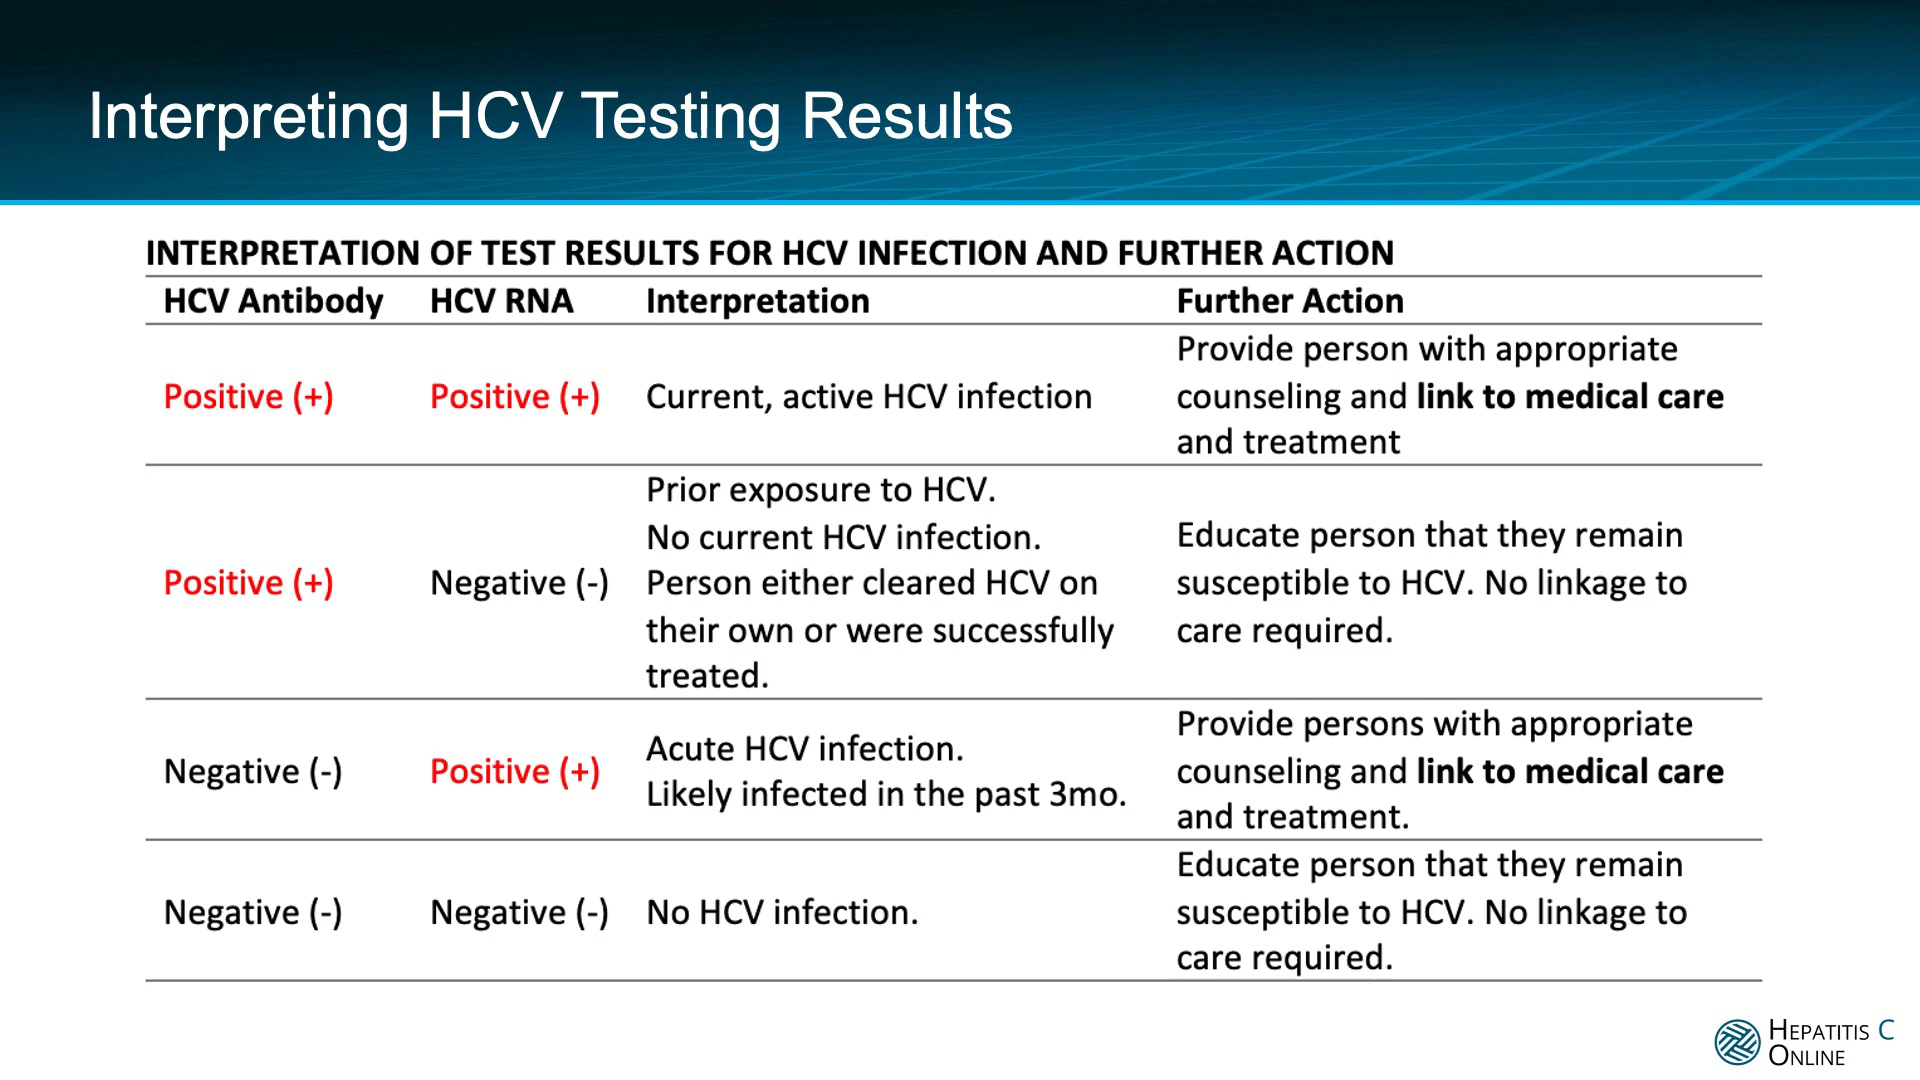 Interpreting HCV Testing Results
INTERPRETATION OF TEST RESULTS FOR HCV INFECTION AND FURTHER ACTION
HCV Antibody HCV RNA Interpretation Further Action
Positive (+) Positive (+) Current, active HCV infection
Provide person with appropriate
counseling and link to medical care
and treatment
Positive (+) Negative (-)
Prior exposure to HCV.
No current HCV infection.
Person either cleared HCV on
their own or were successfully
treated.
Educate person that they remain
susceptible to HCV. No linkage to
care required.
Negative (-) Positive (+)
Acute HCV infection.
Likely infected in the past 3mo.
Provide persons with appropriate
counseling and link to medical care
and treatment.
Negative (-) Negative (-) No HCV infection.
Educate person that they remain
susceptible to HCV. No linkage to
care required.
HEPATITIS C
ONLINE